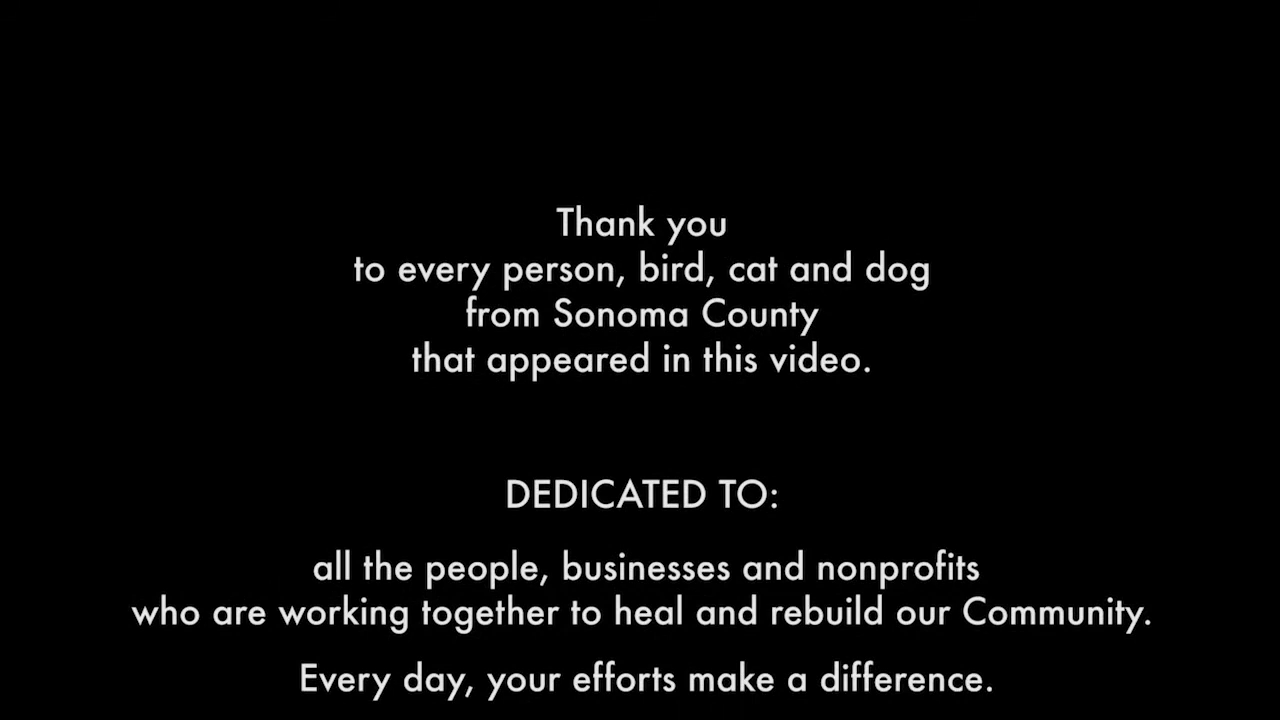 Thank you
to every person, bird, cat and dog
from Sonoma County
that appeared in this video.
DEDICATED TO:
all the people, businesses and nonprofits
who are working together to heal and rebuild our Community.
Every day, your efforts make a difference.